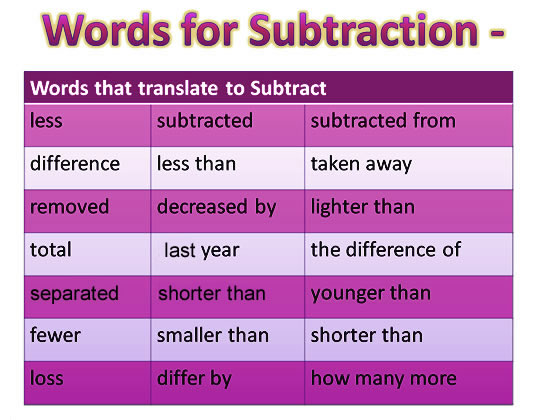 Words for Subtraction -
Words that translate to Subtract
less subtracted subtracted from
difference less than taken away
removed decreased by lighter than
total last year the difference of
separated shorter than younger than
fewer smaller than shorter than
loss differ by how many more